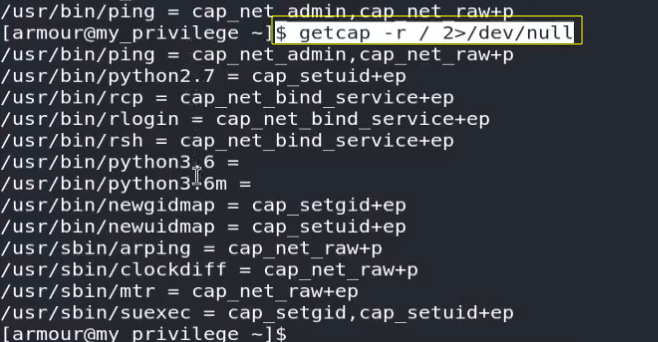 /usr/bin/ping = cap_net_admin,cap_net_raw+p
[armour@my_privilege ~]$ getcap -r / 2>/dev/null
/usr/bin/ping = cap_net_admin,cap_net_raw+p
/usr/bin/python2.7 = cap_setuid+ep
/usr/bin/rcp = cap_net_bind_service+ep
/usr/bin/rlogin = cap_net_bind_service+ep
/usr/bin/rsh = cap_net_bind_service+ep
/usr/bin/python3.6 =
/usr/bin/python3.6m =
/usr/bin/newgidmap = cap_setgid+ep
/usr/bin/newuidmap = cap_setuid+ep
/usr/sbin/arping = cap_net_raw+p
/usr/sbin/clockdiff = cap_net_raw+p
/usr/sbin/mtr = cap_net_raw+ep
/usr/sbin/suexec = cap_setgid,cap_setuid+ep
[armour@my_privilege ~]$